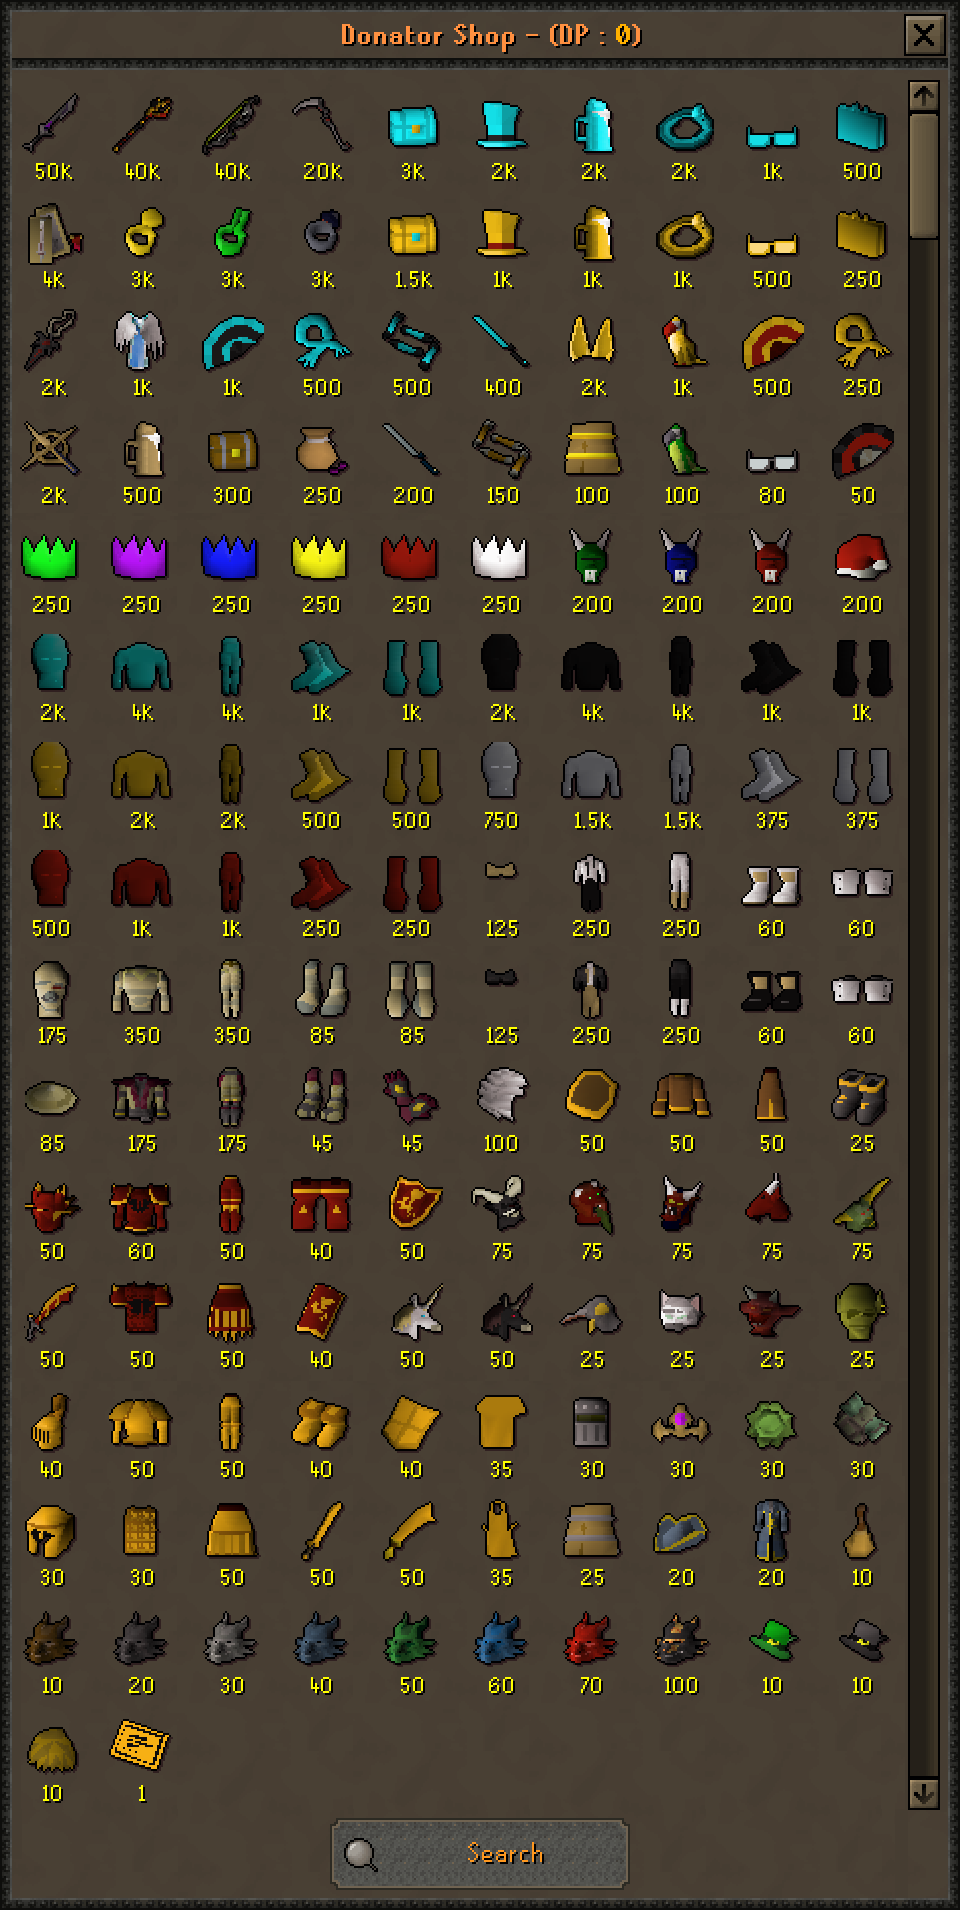 Donator Shop - (DP : 0)
50K 40K 40K 20K 3K 2K 2K 2K 1K 500
4K 3K 3K 3K 1.5K 1K 1K 1K 500 250
2K 1K 1K 500 500 400 2K 1K 500 250
2K 500 300 250 200 150 100 100 80 50
250 250 250 250 250 250 200 200 200 200
2K 4K 4K 1K 1K 2K 4K 4K 1K 1K
1K 2K 2K 500 500 750 1.5K 1.5K 375 375
500 1K 1K 250 250 125 250 250 60 60
175 350 350 85 85 125 250 250 60 60
85 175 175 45 45 100 50 50 50 25
50 60 50 40 50 75 75 75 75 75
50 50 50 40 50 50 25 25 25 25
40 50 50 40 40 35 30 30 30 30
30 30 50 50 50 35 25 20 20 10
10 20 30 40 50 60 70 100 10 10
10 1
Search